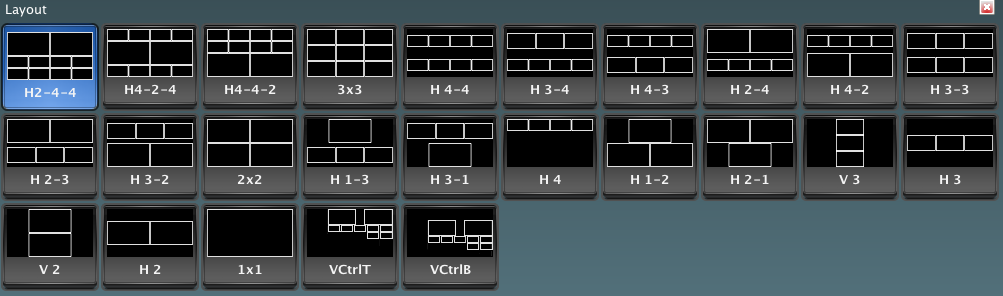 Layout
H2-4-4 H4-2-4 H4-4-2 3x3 H 4-4 H 3-4 H 4-3 H 2-4 H 4-2 H 3-3
H 2-3 H 3-2 2x2 H 1-3 H 3-1 H 4 H 1-2 H 2-1 V 3 H 3
V 2 H 2 1x1 VCtrlT VCtrlB